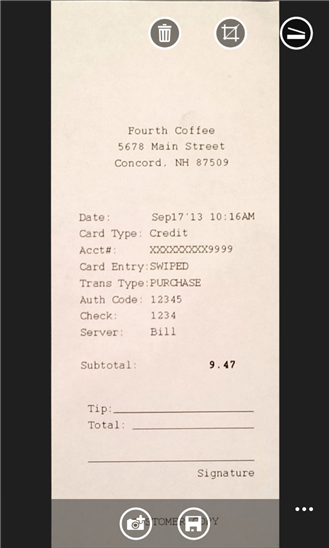 Fourth Coffee
5678 Main Street
Concord. NH 87509
Date: Sep17'13 10:16AM
Card Type: Credit
Acct#: XXXXXXXXX9999
Card Entry:SWIPED
Trans Type:PURCHASE
Auth Code: 12345
Check: 1234
Server: Bill
Subtotal: 9.47
Tip:
Total:
Signature